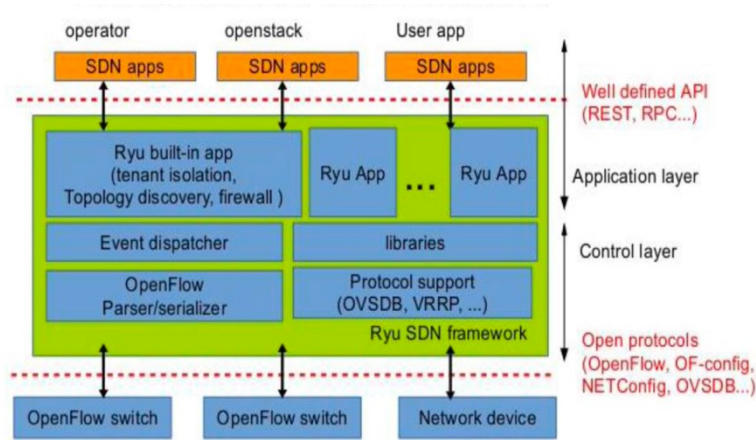 operator
openstack
User app
SDN apps
SDN apps
SDN apps
Well defined API
(REST, RPC...)
Ryu built-in app
(tenant isolation,
Topology discovery, firewall )
Ryu App
...
Ryu App
Application layer
Event dispatcher
libraries
Control layer
OpenFlow
Parser/serializer
Protocol support
(OVSDB, VRRP, ...)
Ryu SDN framework
Open protocols
(OpenFlow, OF-config,
NETConfig, OVSDB...)
OpenFlow switch
OpenFlow switch
Network device